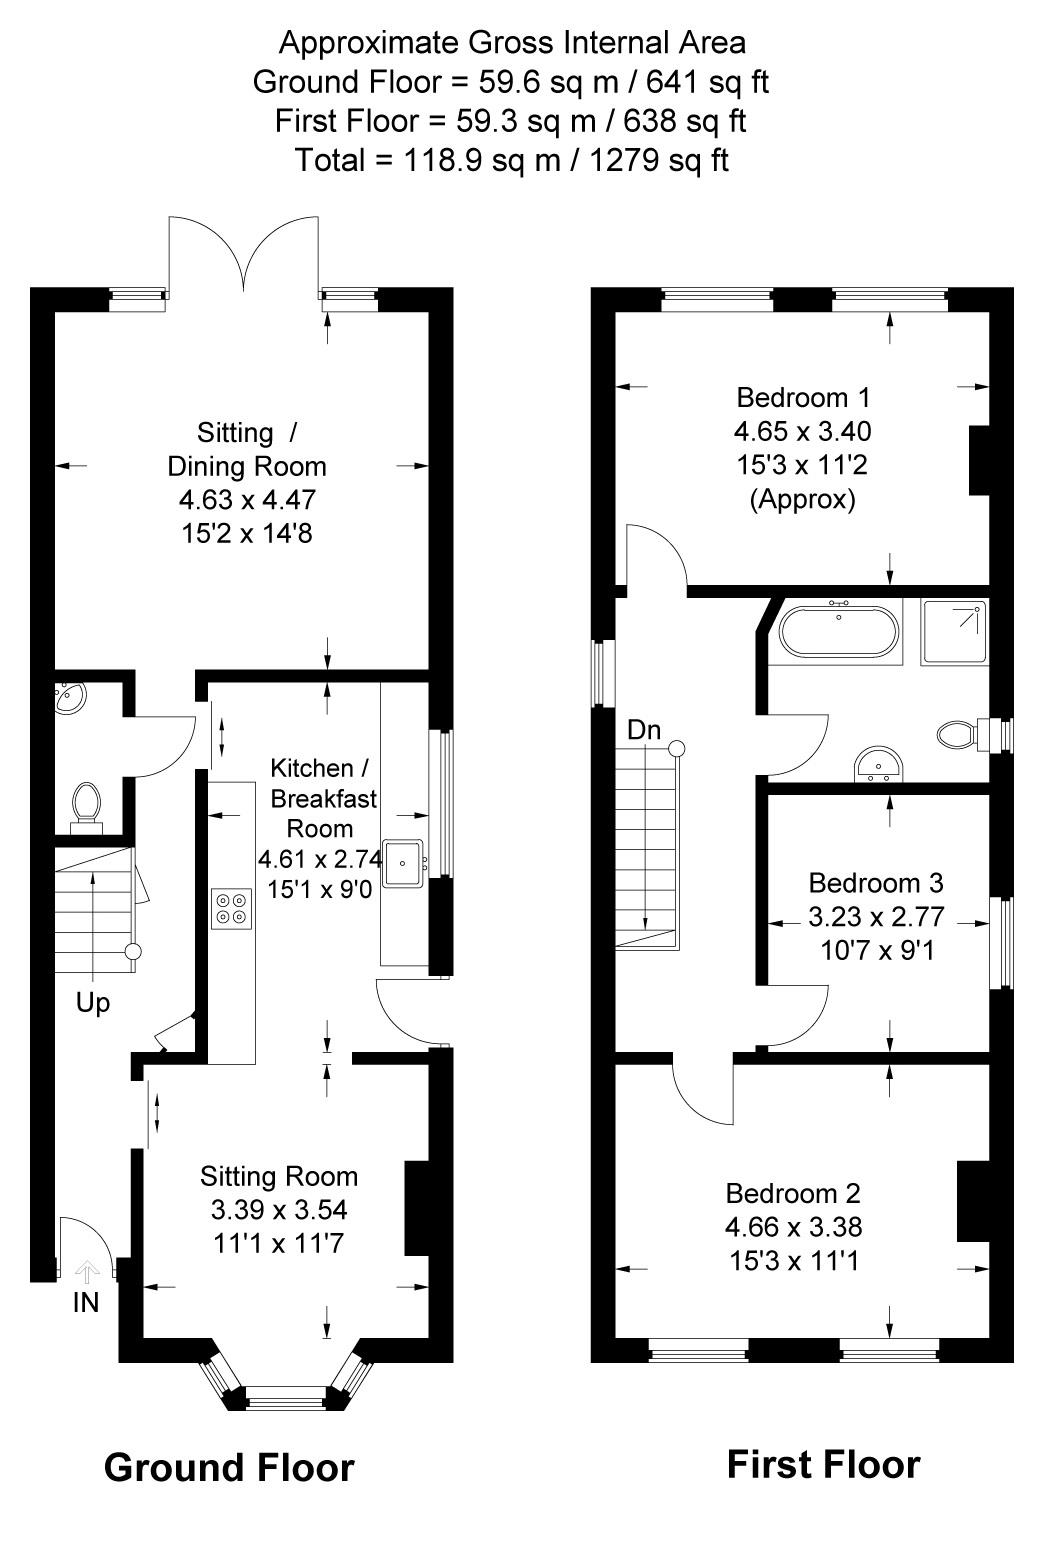 Approximate Gross Internal Area
Ground Floor = 59.6 sq m / 641 sq ft
First Floor = 59.3 sq m / 638 sq ft
Total = 118.9 sq m / 1279 sq ft
Sitting /
Dining Room
4.63 x 4.47
15'2 x 14'8
Kitchen /
Breakfast
Room
4.61 x 2.74
15'1 x 9'0
Up
Sitting Room
3.39 x 3.54
11'1 x 11'7
IN
Ground Floor
Bedroom 1
4.65 x 3.40
15'3 x 11'2
(Approx)
Dn
Bedroom 3
3.23 x 2.77
10'7 x 9'1
Bedroom 2
4.66 x 3.38
15'3 x 11'1
First Floor